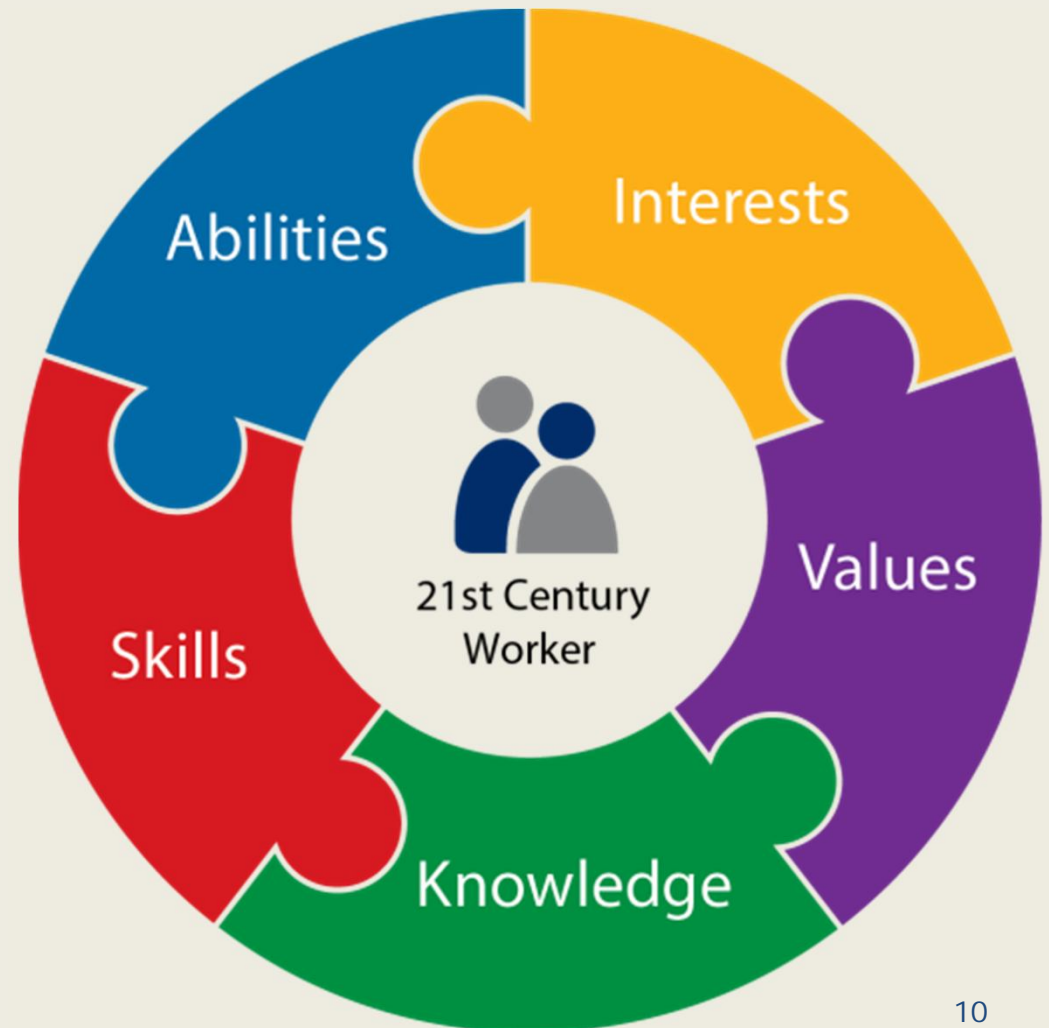 Abilities
Interests
Values
Knowledge
Skills
21st Century
Worker
10